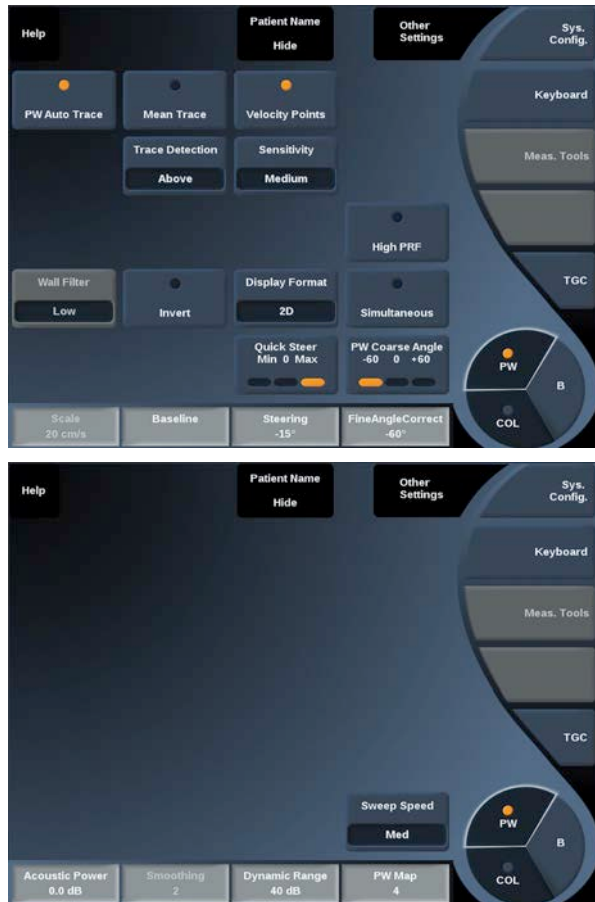 Help
Patient Name
Hide
Other
Settings
Sys.
Config.
PW Auto Trace
Mean Trace
Velocity Points
Keyboard
Trace Detection
Above
Sensitivity
Medium
Meas. Tools
High PRF
Wall Filter
Low
Invert
Display Format
2D
Simultaneous
TGC
Quick Steer
Min 0 Max
PW Coarse Angle
-60 0 +60
PW
B
COL
Scale
20 cm/s
Baseline
Steering
-15°
FineAngleCorrect
-60°
Help
Patient Name
Hide
Other
Settings
Sys.
Config.
Keyboard
Meas. Tools
TGC
Sweep Speed
Med
PW
B
COL
Acoustic Power
0.0 dB
Smoothing
2
Dynamic Range
40 dB
PW Map
4